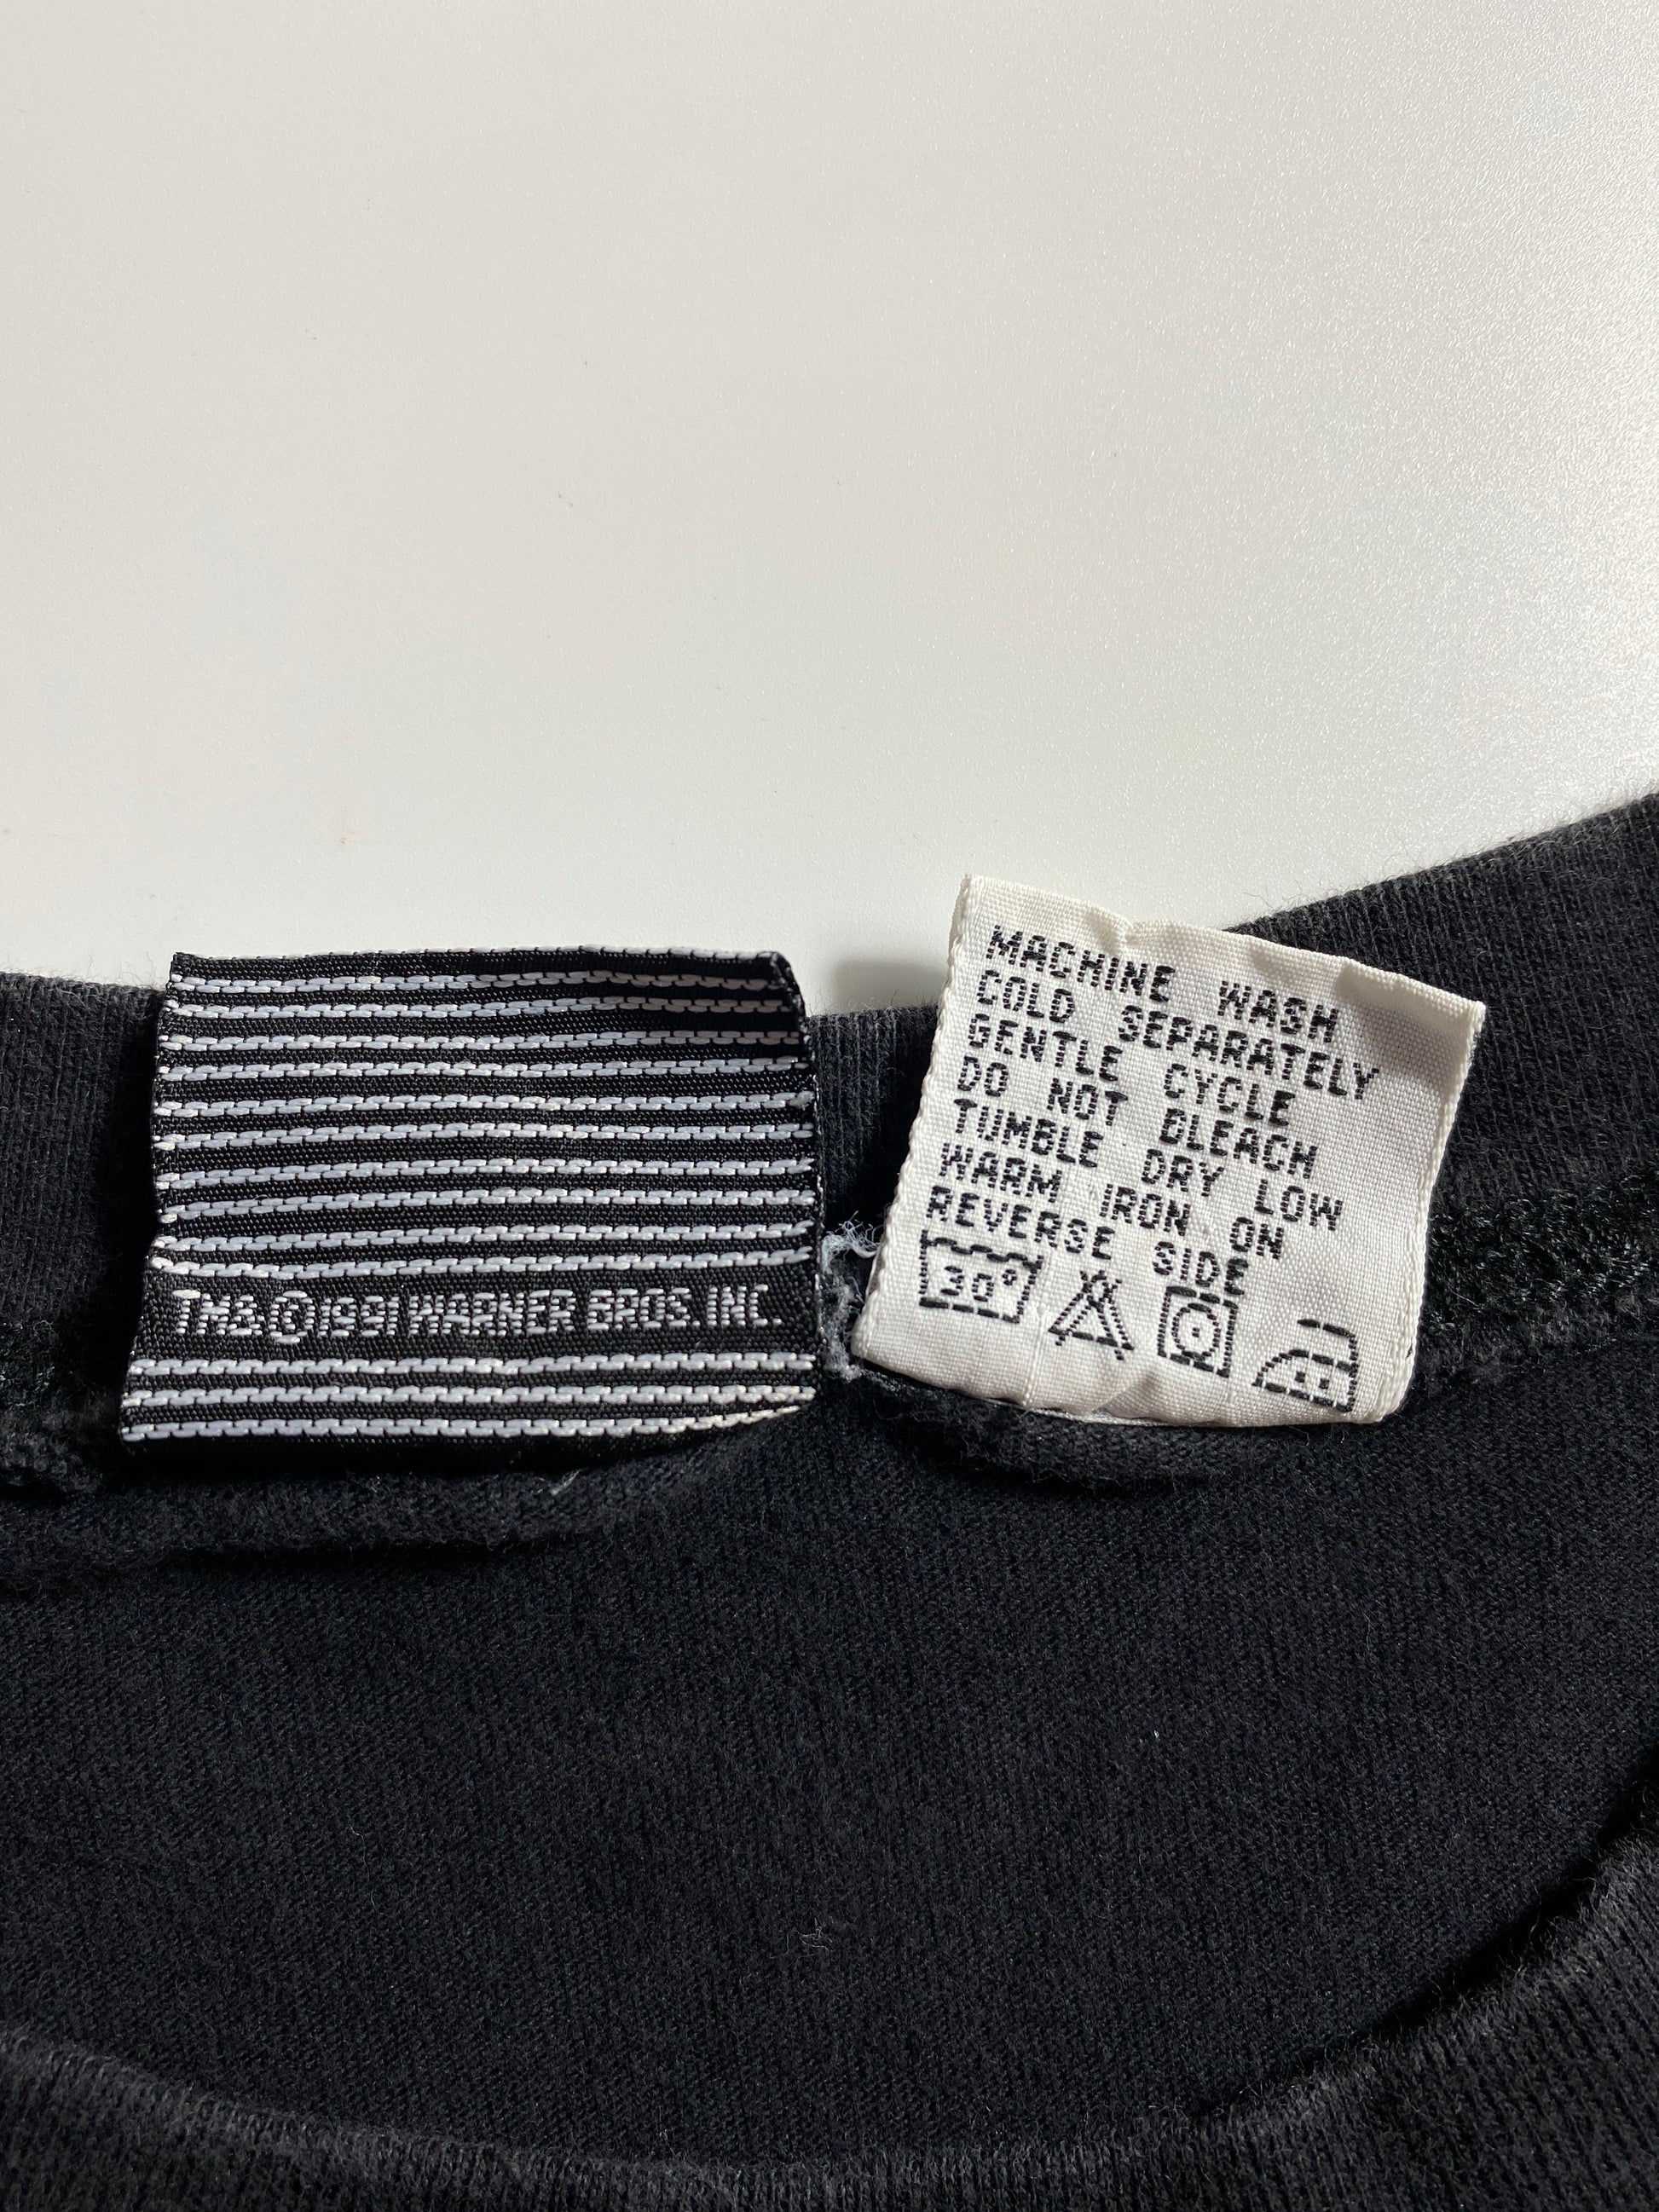 TM & © 1991 WARNER BROS. INC.
MACHINE WASH
COLD SEPARATELY
GENTLE CYCLE
DO NOT BLEACH
TUMBLE DRY LOW
WARM IRON ON
REVERSE SIDE
30°